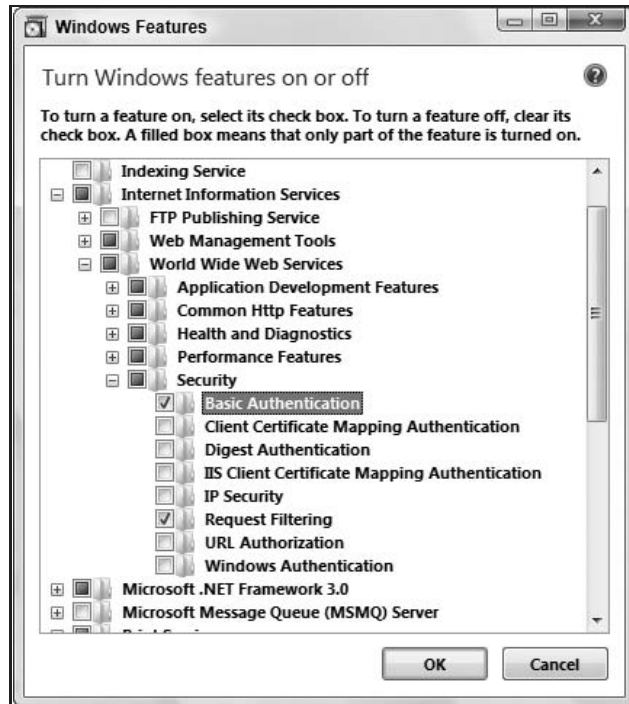 Windows Features
Turn Windows features on or off
To turn a feature on, select its check box. To turn a feature off, clear its
check box. A filled box means that only part of the feature is turned on.
Indexing Service
Internet Information Services
FTP Publishing Service
Web Management Tools
World Wide Web Services
Application Development Features
Common Http Features
Health and Diagnostics
Performance Features
Security
Basic Authentication
Client Certificate Mapping Authentication
Digest Authentication
IIS Client Certificate Mapping Authentication
IP Security
Request Filtering
URL Authorization
Windows Authentication
Microsoft .NET Framework 3.0
Microsoft Message Queue (MSMQ) Server
OK Cancel